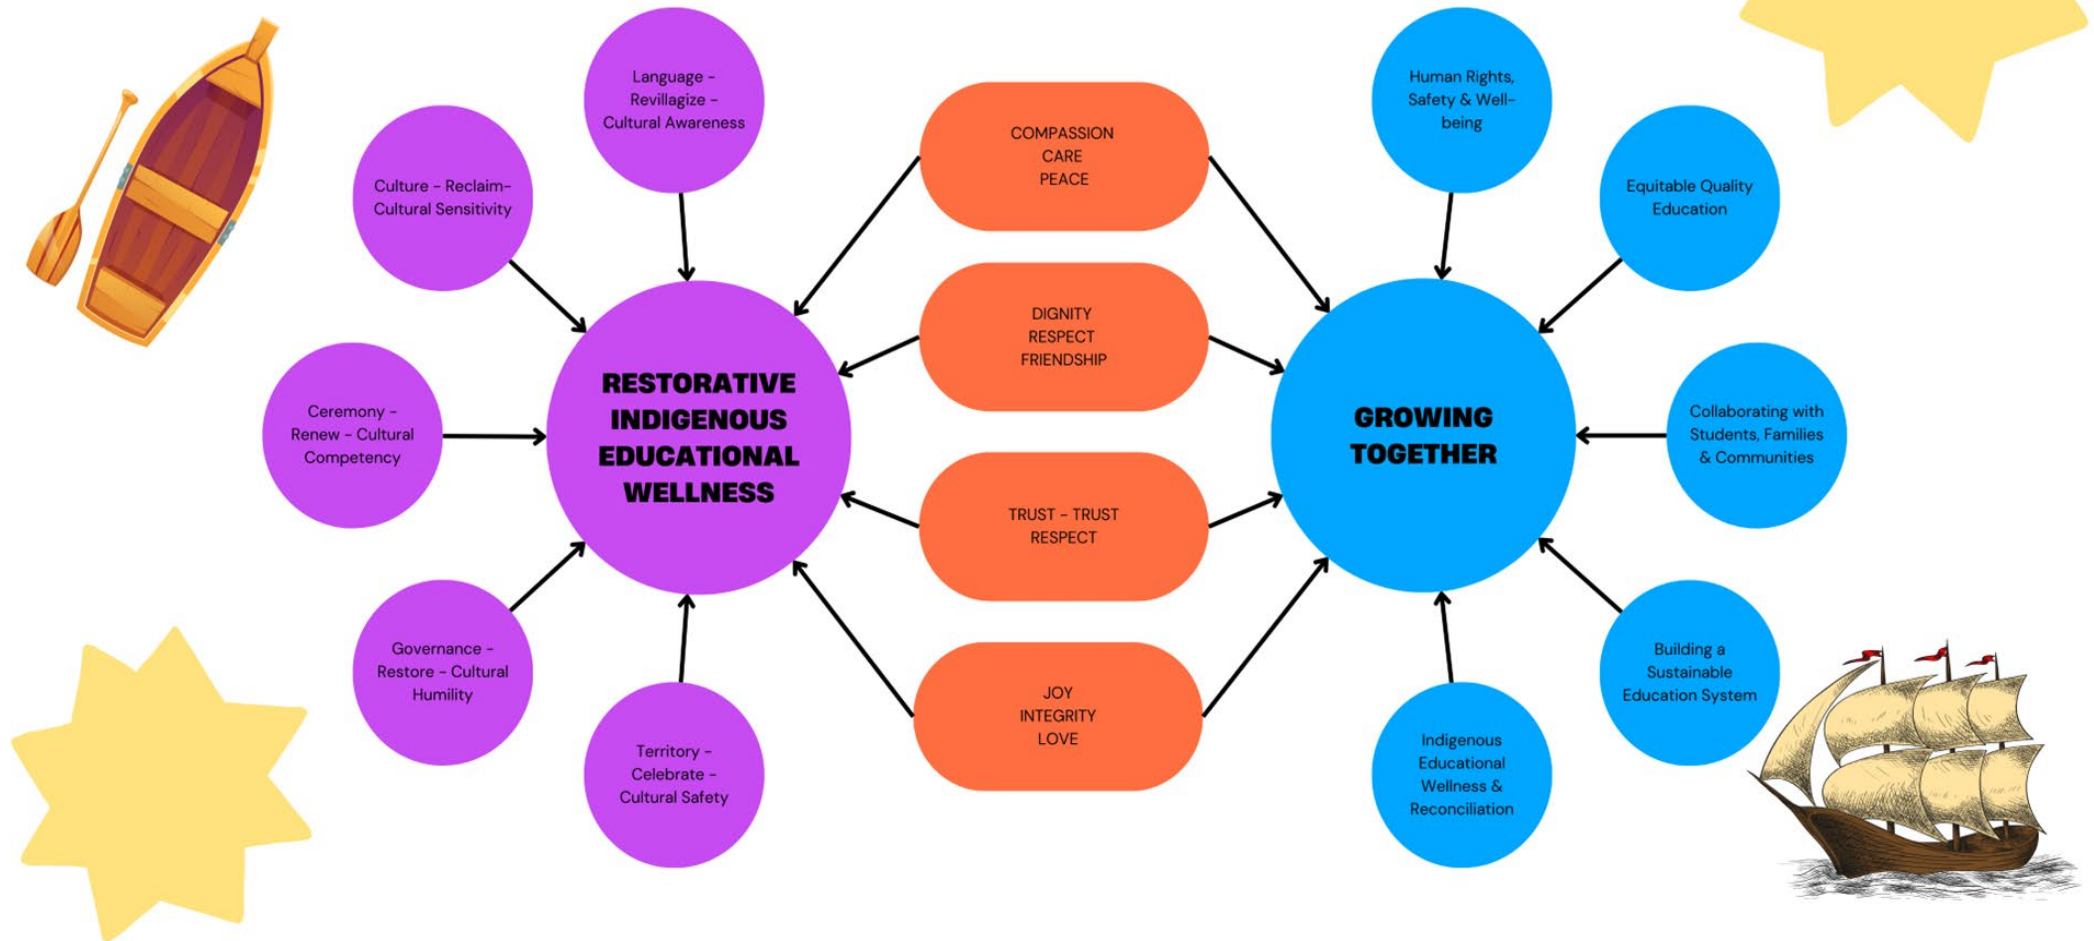 Language -
Revillagize -
Cultural Awareness
Culture - Reclaim-
Cultural Sensitivity
Ceremony -
Renew - Cultural
Competency
Governance -
Restore - Cultural
Humility
Territory -
Celebrate -
Cultural Safety
RESTORATIVE
INDIGENOUS
EDUCATIONAL
WELLNESS
COMPASSION
CARE
PEACE
DIGNITY
RESPECT
FRIENDSHIP
TRUST - TRUST
RESPECT
JOY
INTEGRITY
LOVE
GROWING
TOGETHER
Human Rights,
Safety & Well-
being
Equitable Quality
Education
Collaborating with
Students, Families
& Communities
Building a
Sustainable
Education System
Indigenous
Educational
Wellness &
Reconciliation